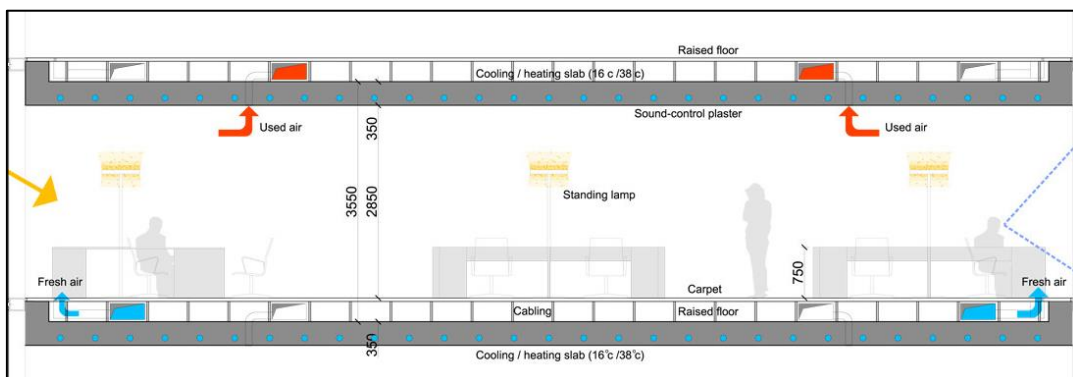 Raised floor
Cooling / heating slab (16 c /38 c)
Sound-control plaster
Used air
Used air
350
3550
2850
Standing lamp
750
Fresh air
Fresh air
Carpet
Cabling
Raised floor
350
Cooling / heating slab (16°c /38°c)